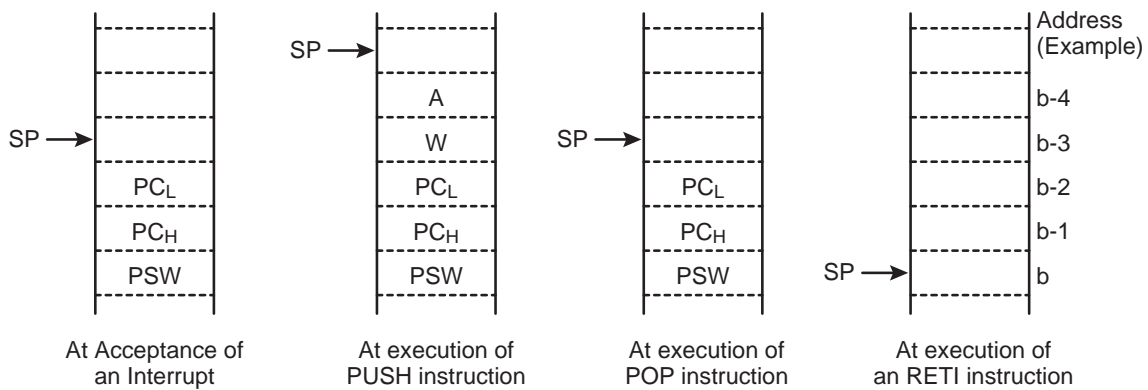 Address
(Example)
SP
SP
A
b-4
SP
W
SP
b-3
PCL
PCL
PCL
b-2
PCH
PCH
PCH
b-1
PSW
PSW
PSW
SP
b
At Acceptance of
an Interrupt
At execution of
PUSH instruction
At execution of
POP instruction
At execution of
an RETI instruction